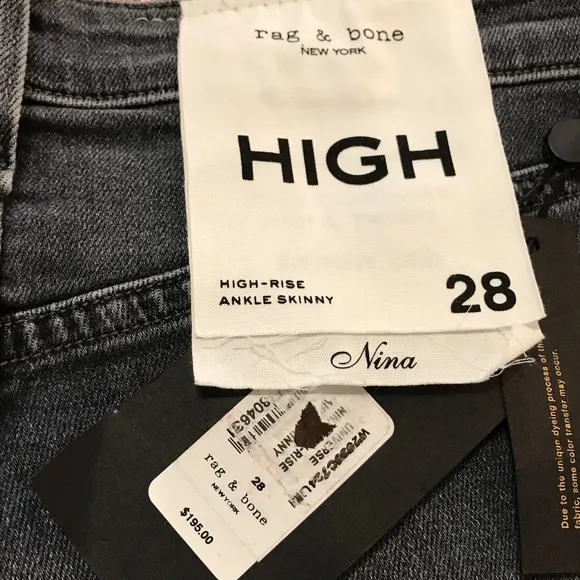 rag & bone
NEW YORK
HIGH
HIGH-RISE
ANKLE SKINNY
28
Nina
28
rag & bone
NEW YORK
$195.00
UNIVERSE
Due to the unique dyeing process of
fabric, some color transfer may occur.